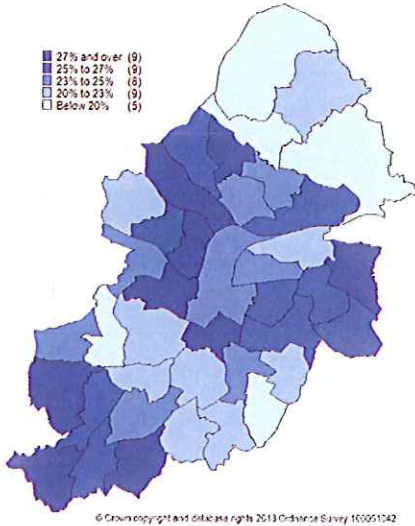 27% and over (9)
25% to 27% (9)
23% to 25% (8)
20% to 23% (9)
Below 20% (5)
© Crown copyright and database rights 2013 Ordnance Survey 100051042